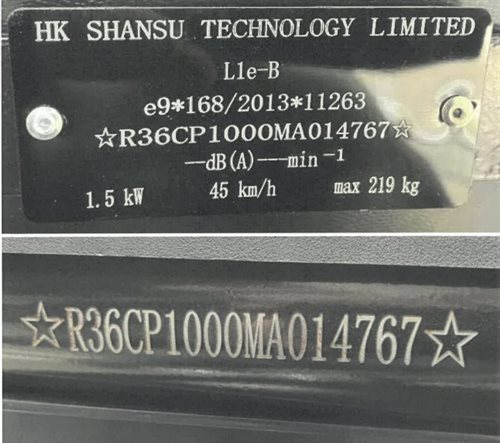 HK SHANSU TECHNOLOGY LIMITED
L1e-B
e9*168/2013*11263
☆R36CP1000MA014767☆
—dB(A)—-min⁻¹
1.5 kW 45 km/h max 219 kg
☆R36CP1000MA014767☆